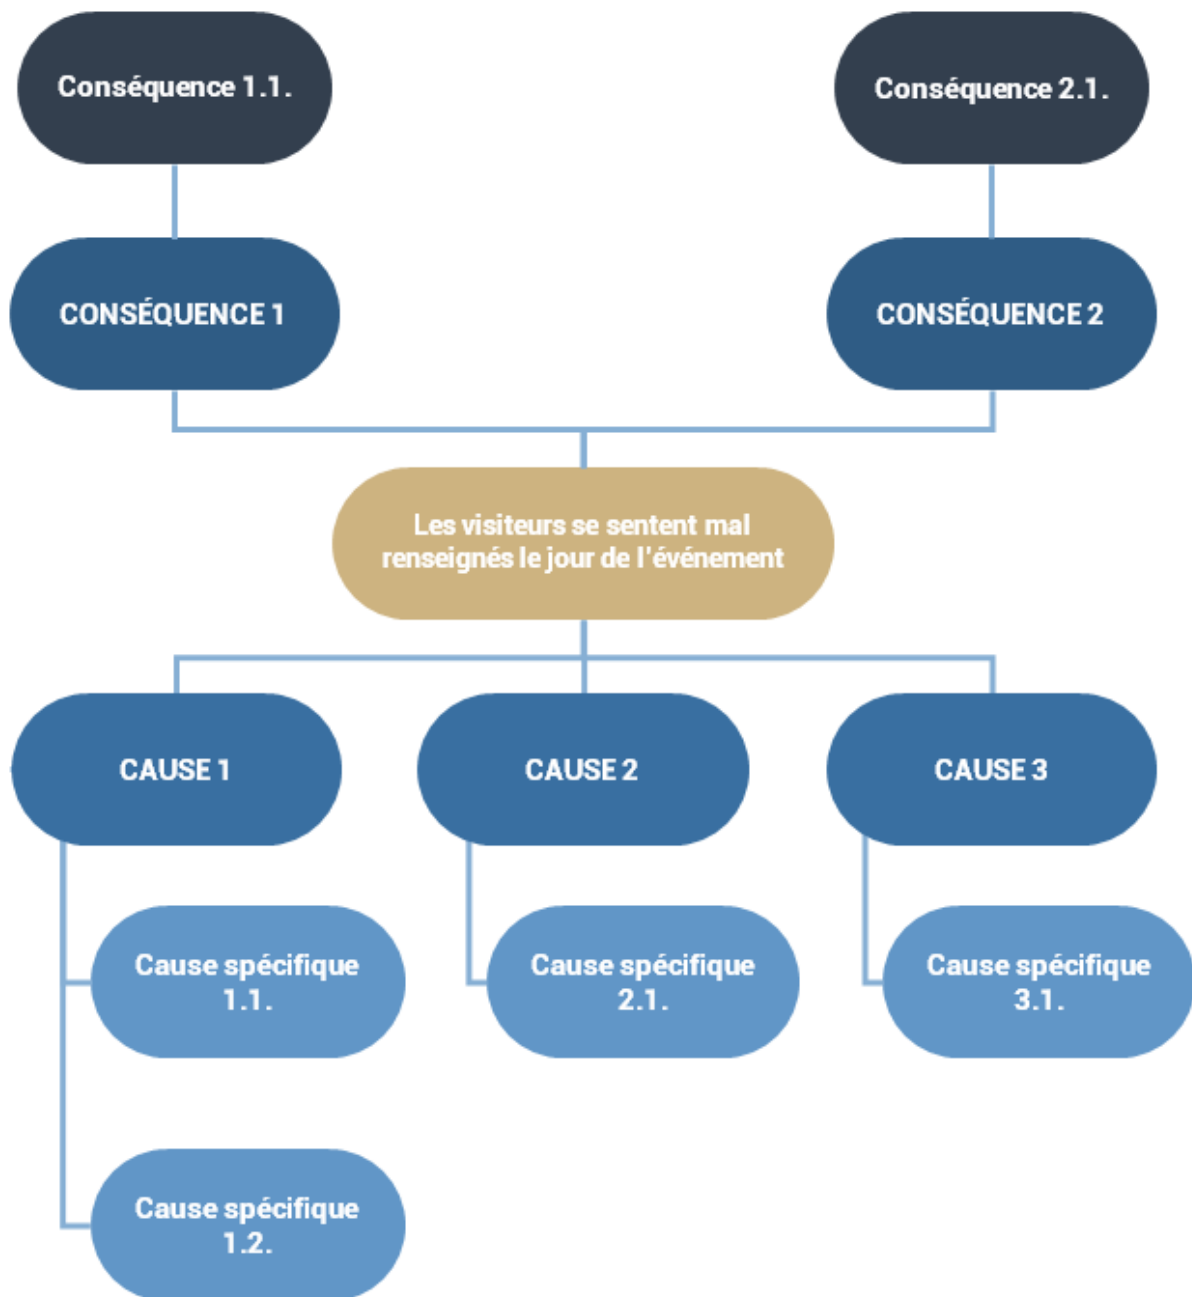 Conséquence 1.1.
Conséquence 2.1.
CONSÉQUENCE 1
CONSÉQUENCE 2
Les visiteurs se sentent mal
renseignés le jour de l'événement
CAUSE 1
CAUSE 2
CAUSE 3
Cause spécifique
1.1.
Cause spécifique
2.1.
Cause spécifique
3.1.
Cause spécifique
1.2.